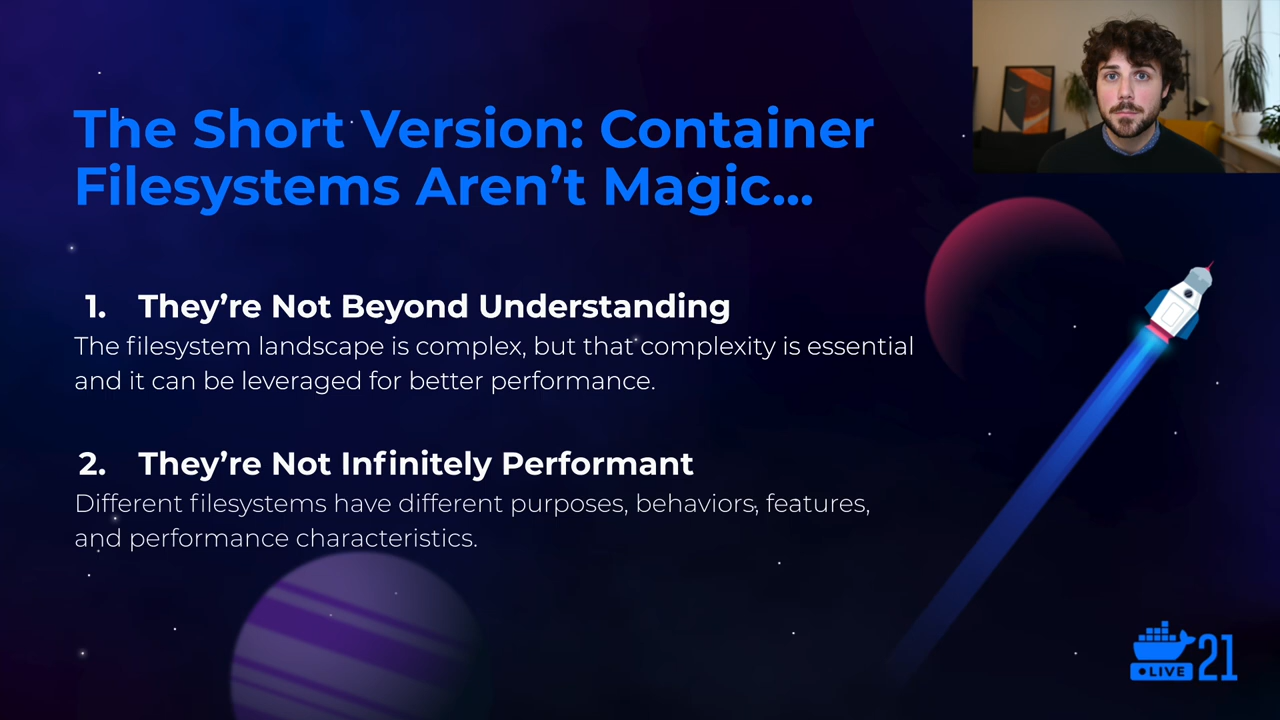 The Short Version: Container
Filesystems Aren’t Magic...
1. They’re Not Beyond Understanding
The filesystem landscape is complex, but that complexity is essential
and it can be leveraged for better performance.
2. They’re Not Infinitely Performant
Different filesystems have different purposes, behaviors, features,
and performance characteristics.
LIVE 21